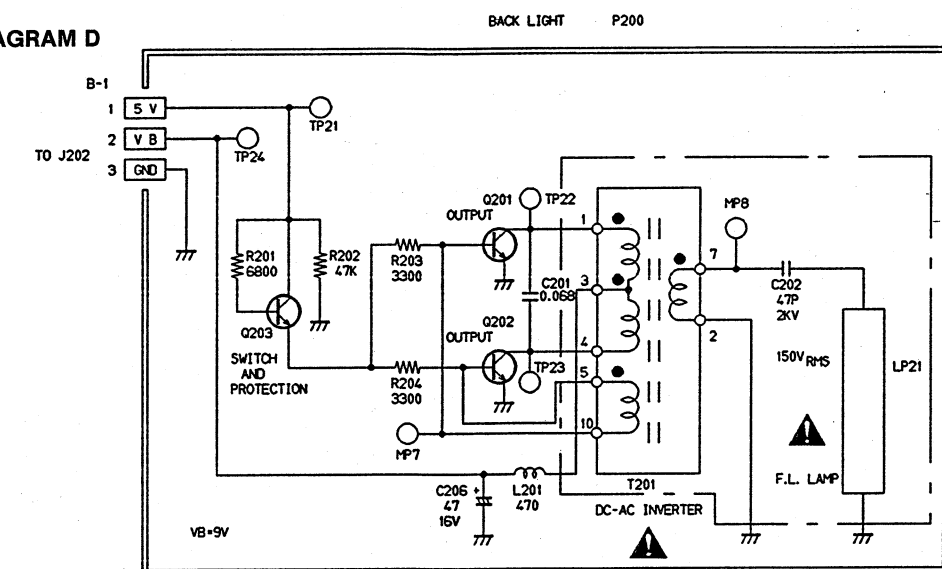 BACK LIGHT P200
AGRAM D
B-1
1 5 V
TP21
2 V B
TP24
TO J202
3 GND
Q201 TP22
OUTPUT
1
MP8
7
R201
6800
R202
47K
R203
3300
C201
0.068
3
C202
47P
2KV
Q203
Q202
OUTPUT
4
2
SWITCH
AND
PROTECTION
150VRMS
LP21
R204
3300
TP23
5
10
MP7
F.L. LAMP
T201
C206 +
47
16V
L201
470
DC-AC INVERTER
VB=9V